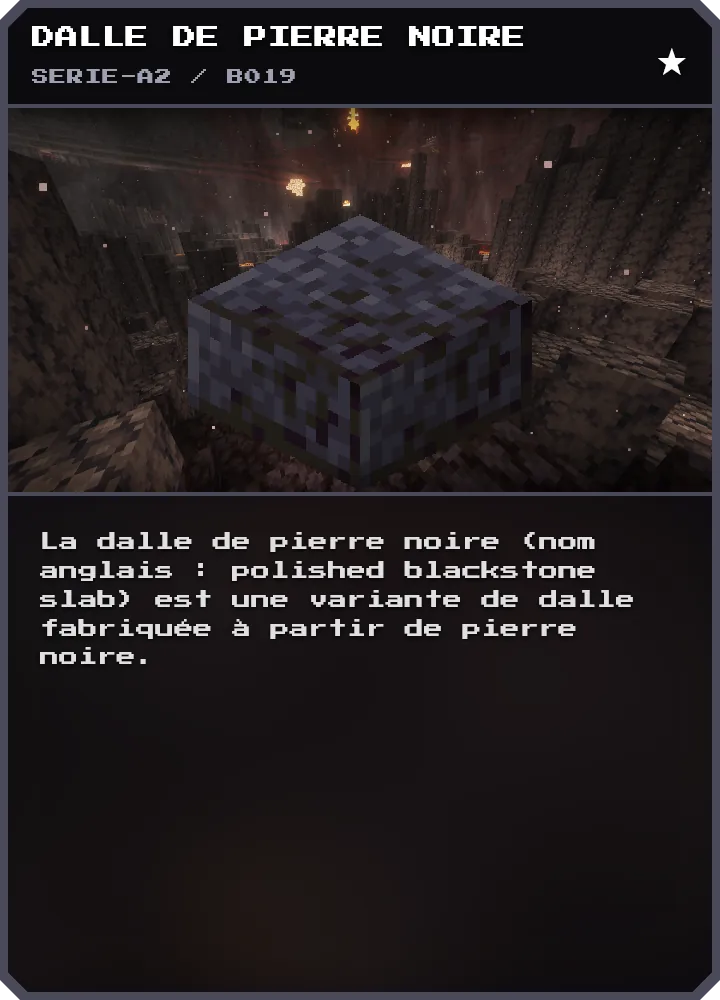 DALLE DE PIERRE NOIRE
SERIE-A2 / B019
La dalle de pierre noire (nom
anglais : polished blackstone
slab) est une variante de dalle
fabriquée à partir de pierre
noire.